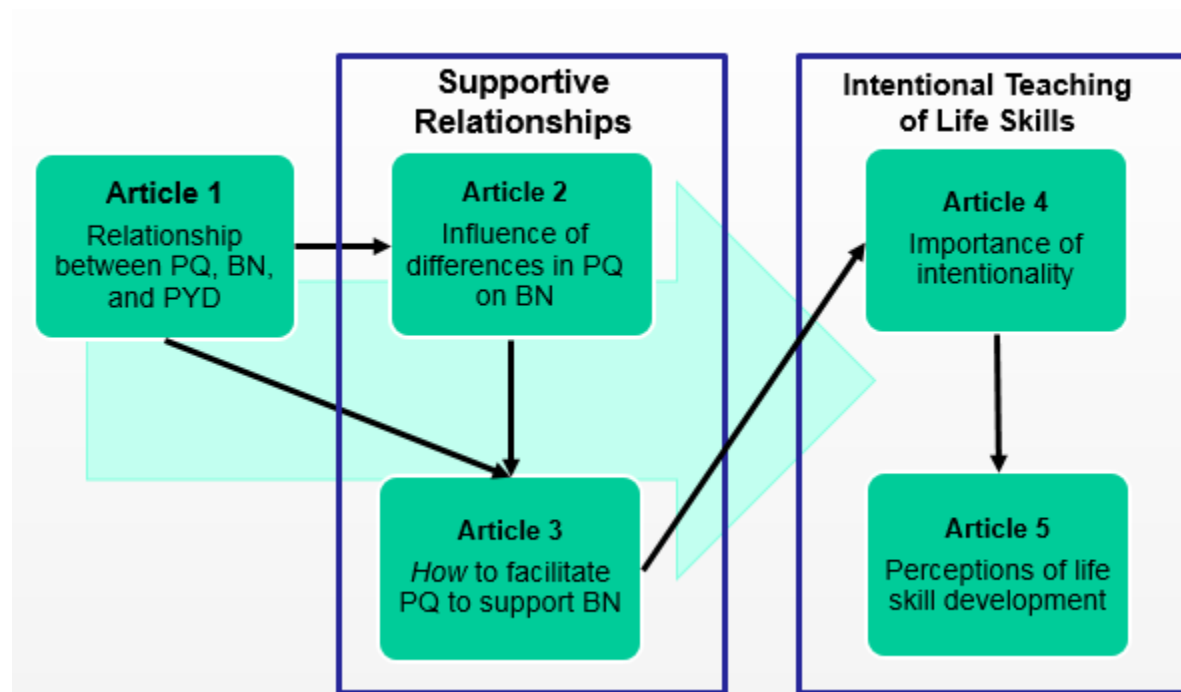 Supportive
Relationships
Intentional Teaching
of Life Skills
Article 1
Relationship
between PQ, BN,
and PYD
Article 2
Influence of
differences in PQ
on BN
Article 3
How to facilitate
PQ to support BN
Article 4
Importance of
intentionality
Article 5
Perceptions of life
skill development